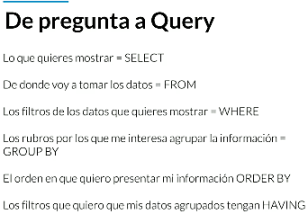 De pregunta a Query
Lo que quieres mostrar = SELECT
De donde voy a tomar los datos = FROM
Los filtros de los datos que quieres mostrar = WHERE
Los rubros por los que me interesa agrupar la información =
GROUP BY
El orden en que quiero presentar mi información ORDER BY
Los filtros que quiero que mis datos agrupados tengan HAVING